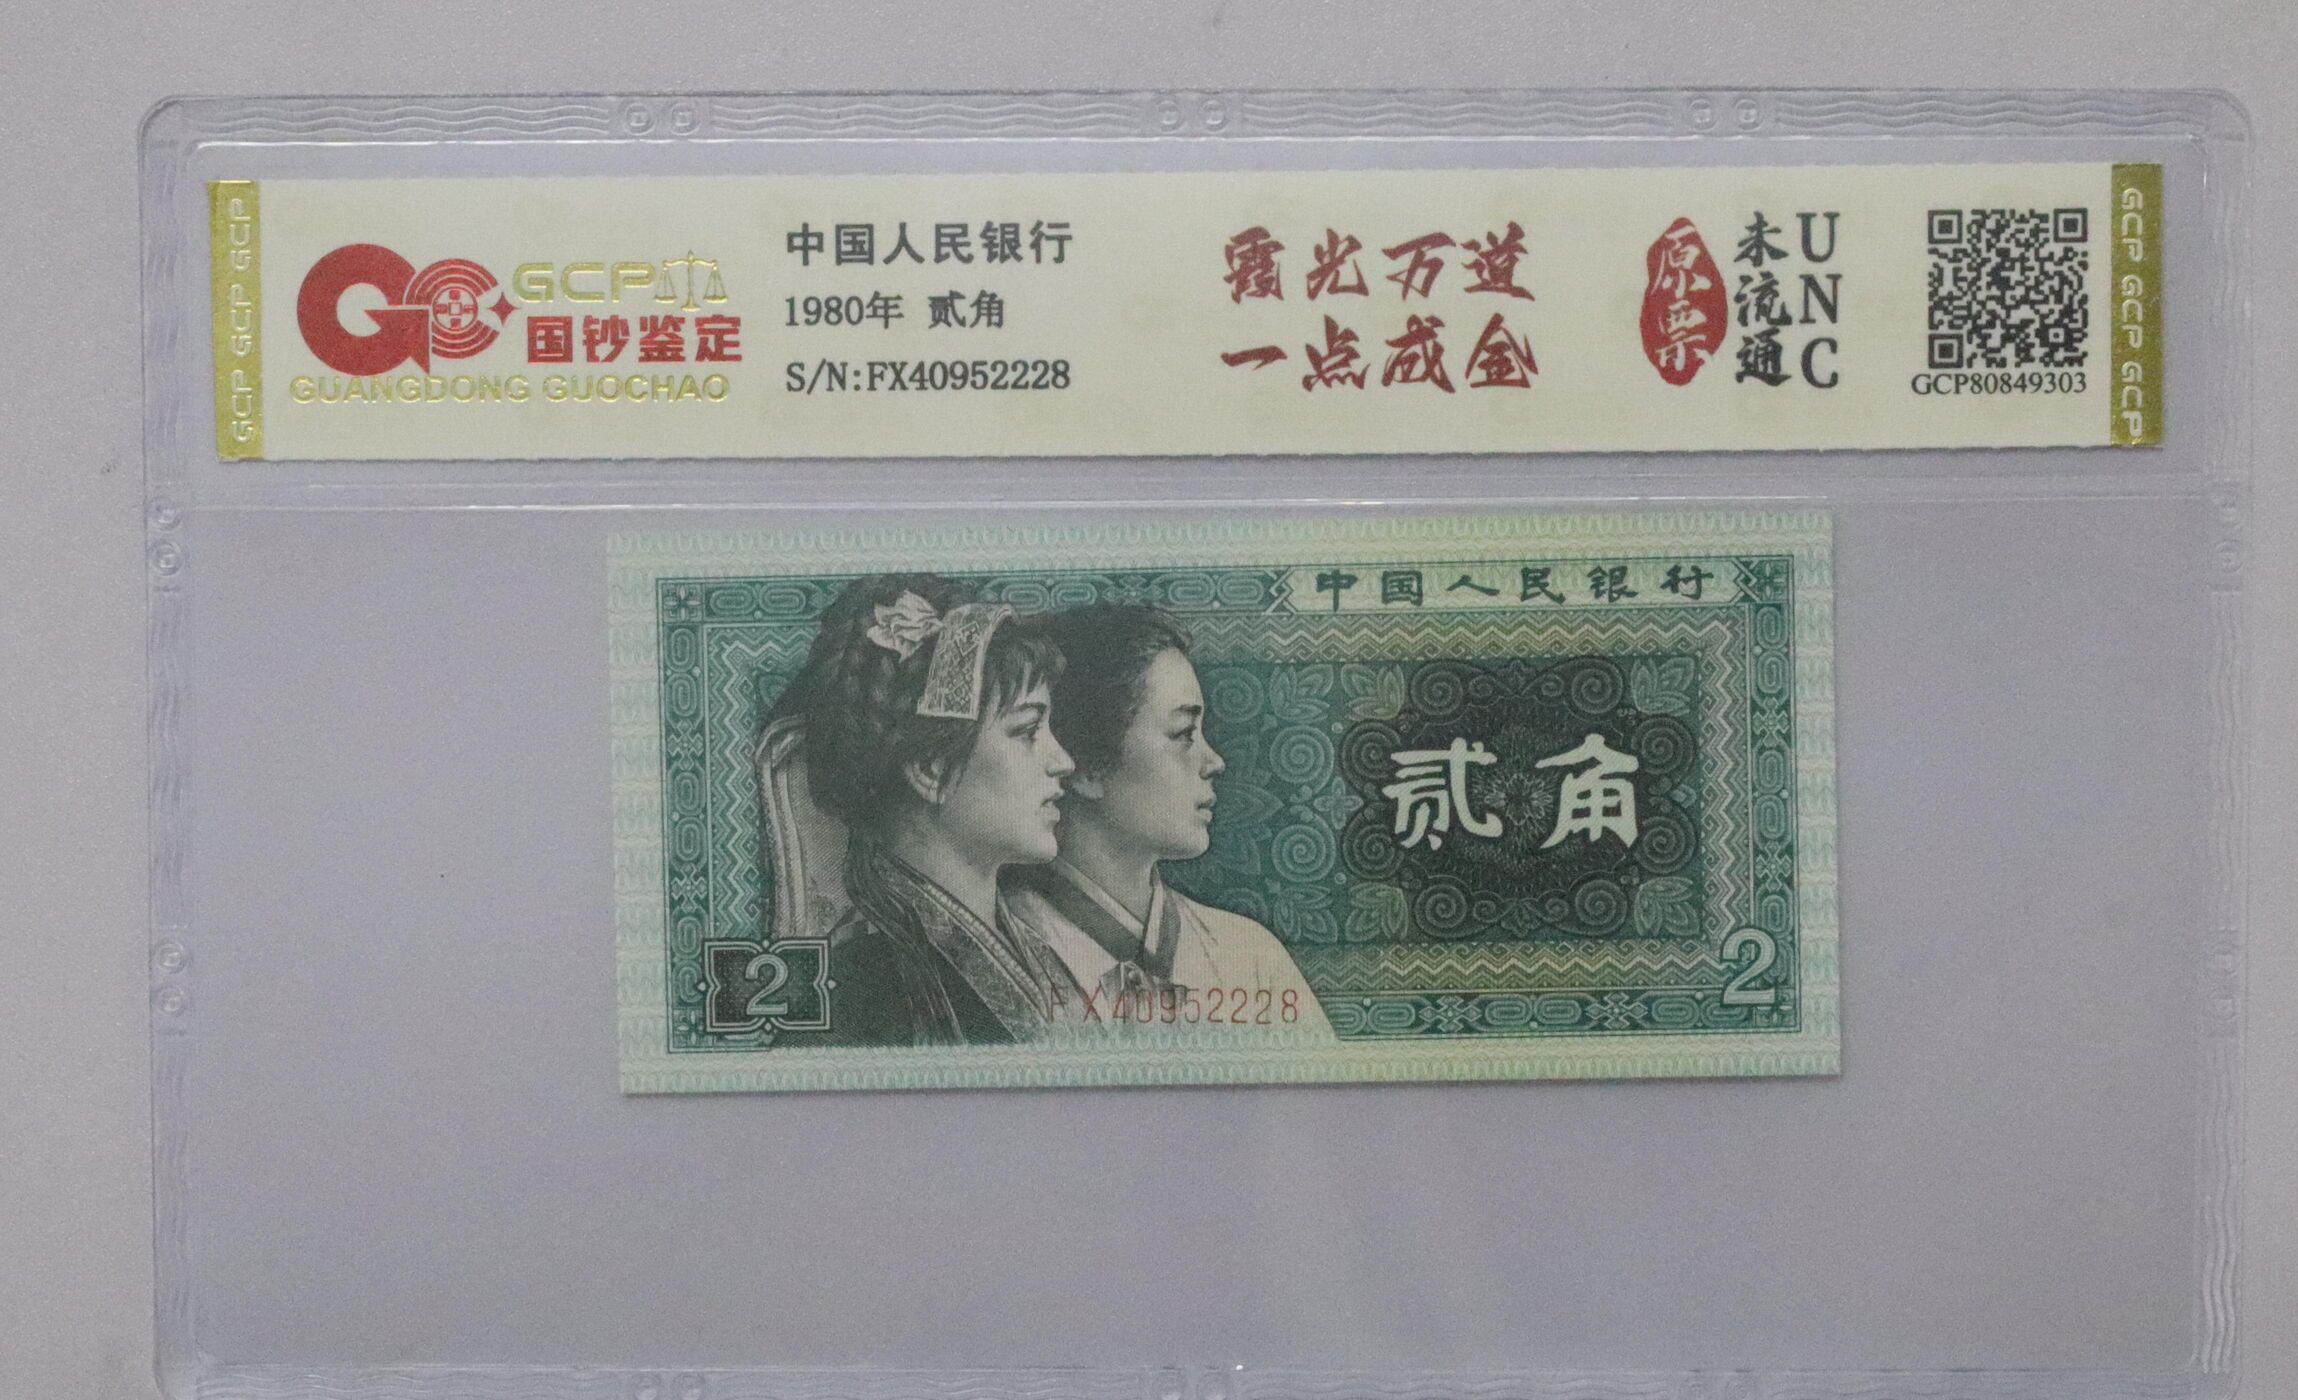 GCP GCP GCP
GCP
国钞鉴定
GUANGDONG GUOCHAO
中国人民银行
1980年 贰角
S/N:FX40952228
霞光万道
一点成金
原票
未流通
UNC
GCP80849303
GCP GCP GCP
中国人民银行
贰角
2
FX40952228
2